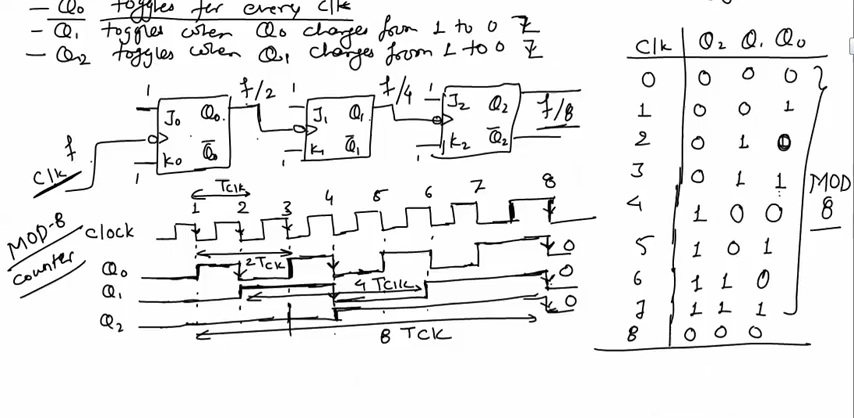 — Q0 toggles for every clk
— Q1 toggles when Q0 changes from 1 to 0
— Q2 toggles when Q1 changes from 1 to 0
1 f/2 1 f/4 1
J0 Q0 J1 Q1 J2 Q2 f/8
f
K0 Q̅0 K1 Q̅1 K2 Q̅2
Clk 1 1 1
TClk
1 2 3 4 5 6 7 8
MOD-8 counter
clock
Q0 2TCk 0
Q1 4 TClk 0
Q2 0
8 TCK
Clk Q2 Q1 Q0
0 0 0 0
1 0 0 1
2 0 1 0
3 0 1 1
4 1 0 0
5 1 0 1
6 1 1 0
7 1 1 1
8 0 0 0
MOD
8